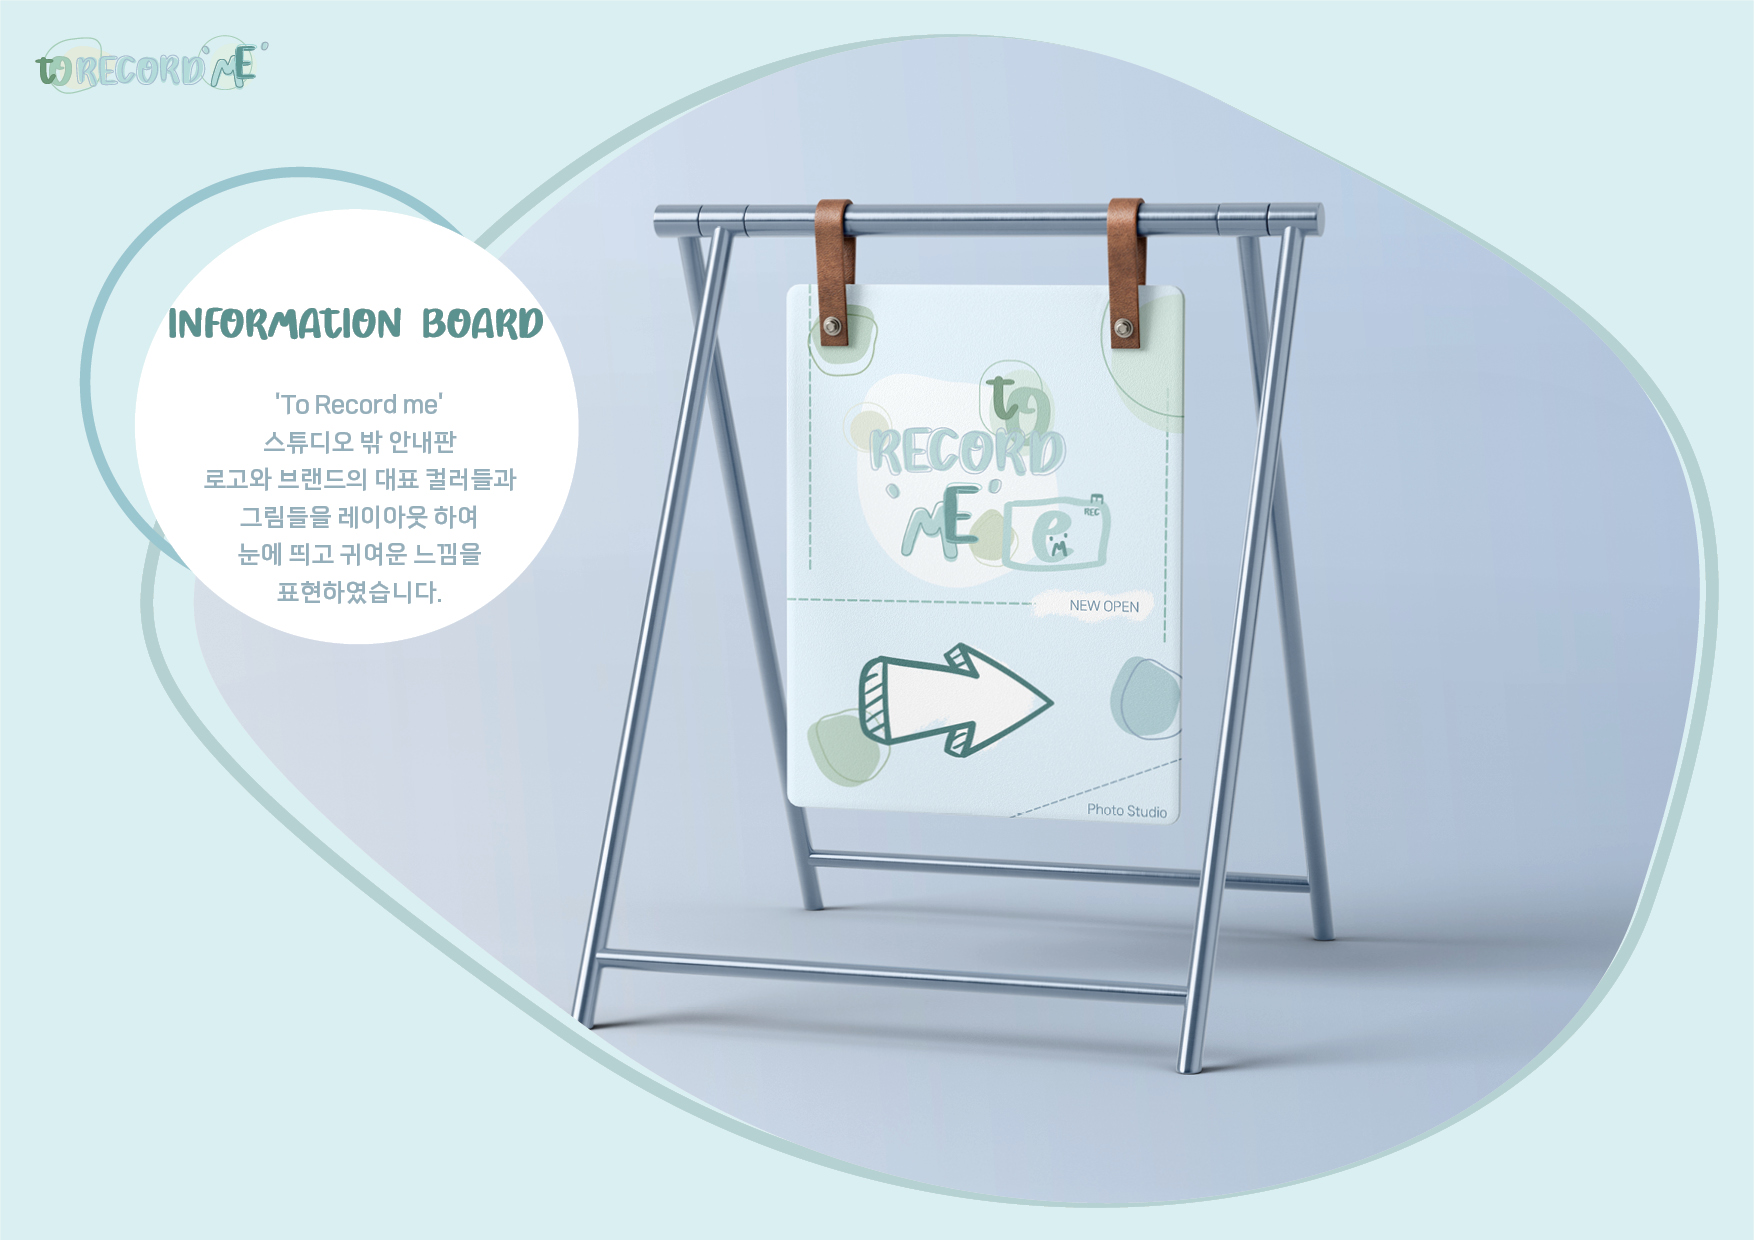 to RECORD ME
INFORMATION BOARD
'To Record me'
스튜디오 밖 안내판
로고와 브랜드의 대표 컬러들과
그림들을 레이아웃 하여
눈에 띄고 귀여운 느낌을
표현하였습니다.
to
RECORD
ME
REC
e
M
NEW OPEN
Photo Studio